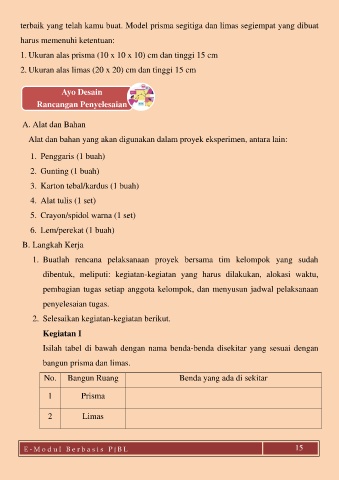 terbaik yang telah kamu buat. Model prisma segitiga dan limas segiempat yang dibuat
harus memenuhi ketentuan:
1. Ukuran alas prisma (10 x 10 x 10) cm dan tinggi 15 cm
2. Ukuran alas limas (20 x 20) cm dan tinggi 15 cm
Ayo Desain
Rancangan Penyelesaian
A. Alat dan Bahan
Alat dan bahan yang akan digunakan dalam proyek eksperimen, antara lain:
1. Penggaris (1 buah)
2. Gunting (1 buah)
3. Karton tebal/kardus (1 buah)
4. Alat tulis (1 set)
5. Crayon/spidol warna (1 set)
6. Lem/perekat (1 buah)
B. Langkah Kerja
1. Buatlah rencana pelaksanaan proyek bersama tim kelompok yang sudah
dibentuk, meliputi: kegiatan-kegiatan yang harus dilakukan, alokasi waktu,
pembagian tugas setiap anggota kelompok, dan menyusun jadwal pelaksanaan
penyelesaian tugas.
2. Selesaikan kegiatan-kegiatan berikut.
Kegiatan I
Isilah tabel di bawah dengan nama benda-benda disekitar yang sesuai dengan
bangun prisma dan limas.
No. Bangun Ruang Benda yang ada di sekitar
1 Prisma
2 Limas
E-Modul Berbasis PjBL 15